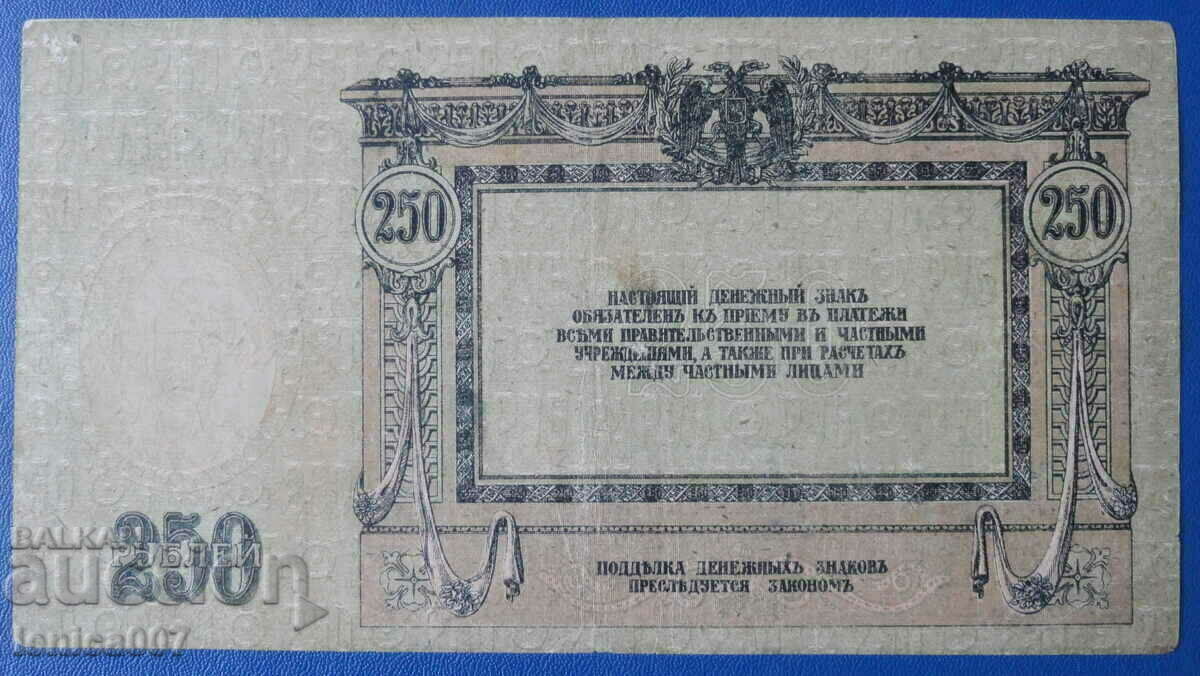 250
250
НАСТОЯЩІЙ ДЕНЕЖНЫЙ ЗНАКЪ
ОБЯЗАТЕЛЕНЪ КЪ ПРІЕМУ ВЪ ПЛАТЕЖИ
ВСѢМИ ПРАВИТЕЛЬСТВЕННЫМИ И ЧАСТНЫМИ
УЧРЕЖДЕНІЯМИ, А ТАКЖЕ ПРИ РАСЧЕТАХЪ
МЕЖДУ ЧАСТНЫМИ ЛИЦАМИ
250
РУБЛЕЙ
ПОДДѢЛКА ДЕНЕЖНЫХЪ ЗНАКОВЪ
ПРЕСЛѢДУЕТСЯ ЗАКОНОМЪ
BALKAN
auction
lenica007